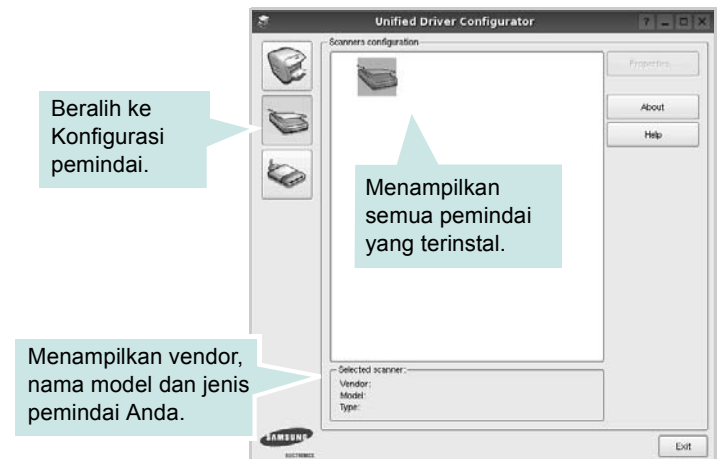 Unified Driver Configurator
Scanners configuration
Properties...
About
Help
Beralih ke
Konfigurasi
pemindai.
Menampilkan
semua pemindai
yang terinstal.
Menampilkan vendor,
nama model dan jenis
pemindai Anda.
Selected scanner:
Vendor:
Model:
Type:
SAMSUNG
ELECTRONICS
Exit